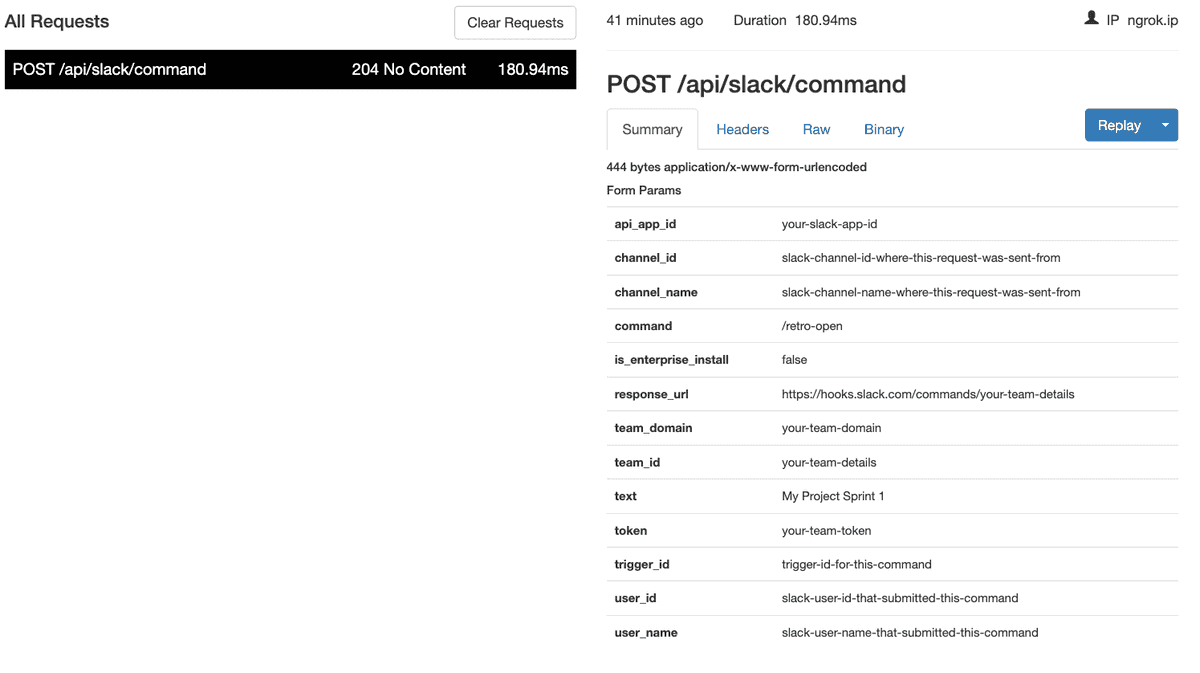 All Requests
Clear Requests
POST /api/slack/command 204 No Content 180.94ms
41 minutes ago Duration 180.94ms IP ngrok.ip
POST /api/slack/command
Summary Headers Raw Binary Replay
444 bytes application/x-www-form-urlencoded
Form Params
api_app_id your-slack-app-id
channel_id slack-channel-id-where-this-request-was-sent-from
channel_name slack-channel-name-where-this-request-was-sent-from
command /retro-open
is_enterprise_install false
response_url https://hooks.slack.com/commands/your-team-details
team_domain your-team-domain
team_id your-team-details
text My Project Sprint 1
token your-team-token
trigger_id trigger-id-for-this-command
user_id slack-user-id-that-submitted-this-command
user_name slack-user-name-that-submitted-this-command